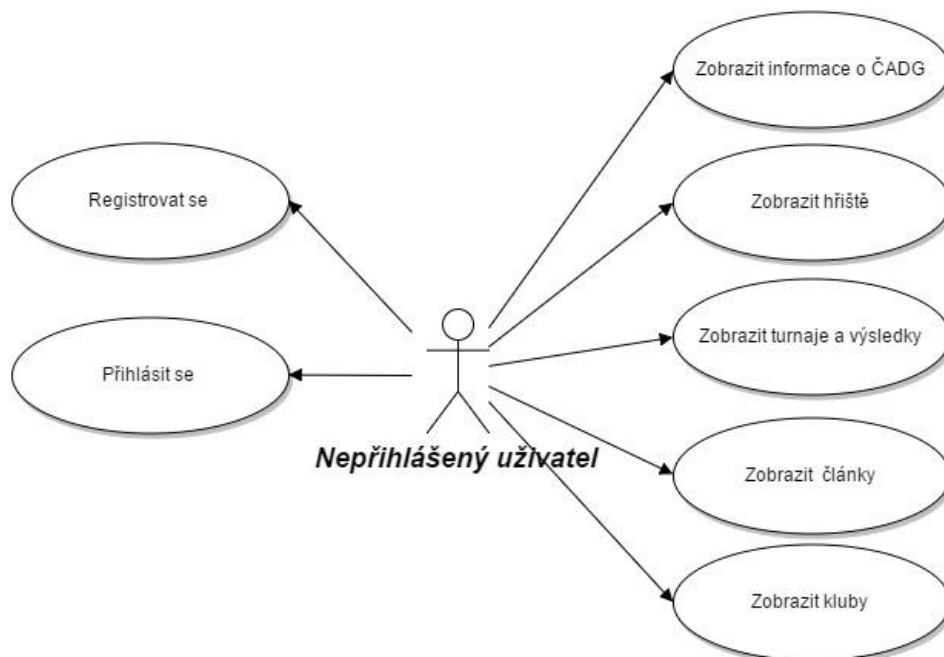 Zobrazit informace o ČADG
Registrovat se
Zobrazit hřiště
Zobrazit turnaje a výsledky
Přihlásit se
Nepřihlášený uživatel
Zobrazit články
Zobrazit kluby